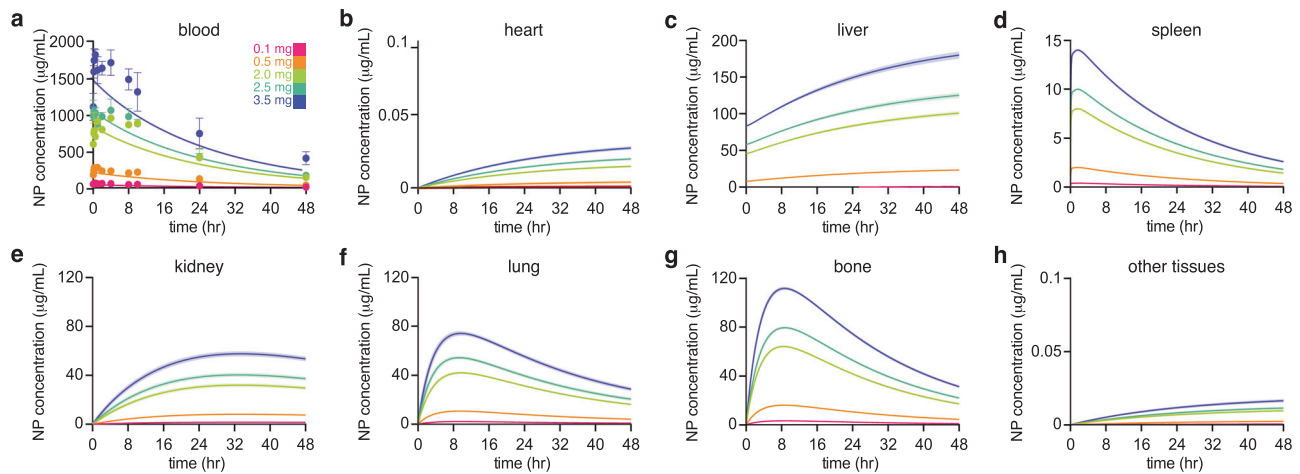 a
blood
NP concentration (μg/mL)
2000
1500
1000
500
0
0.1 mg
0.5 mg
2.0 mg
2.5 mg
3.5 mg
0 8 16 24 32 40 48
time (hr)
b
heart
NP concentration (μg/mL)
0.1
0.05
0
0 8 16 24 32 40 48
time (hr)
c
liver
NP concentration (μg/mL)
200
150
100
50
0
0 8 16 24 32 40 48
time (hr)
d
spleen
NP concentration (μg/mL)
15
10
5
0
0 8 16 24 32 40 48
time (hr)
e
kidney
NP concentration (μg/mL)
120
80
40
0
0 8 16 24 32 40 48
time (hr)
f
lung
NP concentration (μg/mL)
120
80
40
0
0 8 16 24 32 40 48
time (hr)
g
bone
NP concentration (μg/mL)
120
80
40
0
0 8 16 24 32 40 48
time (hr)
h
other tissues
NP concentration (μg/mL)
0.1
0.05
0
0 8 16 24 32 40 48
time (hr)